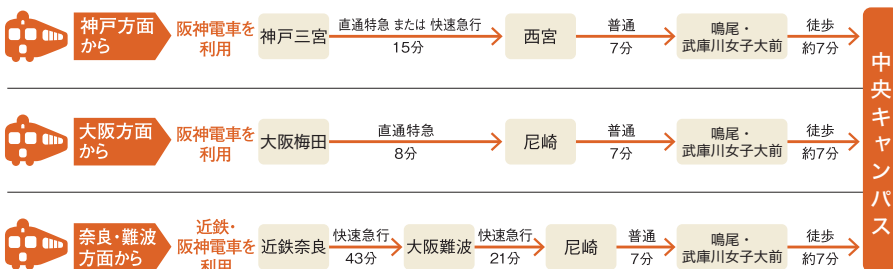 神戸方面
から
阪神電車を
利用
神戸三宮
直通特急 または 快速急行
15分
西宮
普通
7分
鳴尾・
武庫川女子大前
徒歩
約7分
大阪方面
から
阪神電車を
利用
大阪梅田
直通特急
8分
尼崎
普通
7分
鳴尾・
武庫川女子大前
徒歩
約7分
奈良・難波
方面から
近鉄・
阪神電車を
利用
近鉄奈良
快速急行
43分
大阪難波
快速急行
21分
尼崎
普通
7分
鳴尾・
武庫川女子大前
徒歩
約7分
中央キャンパス